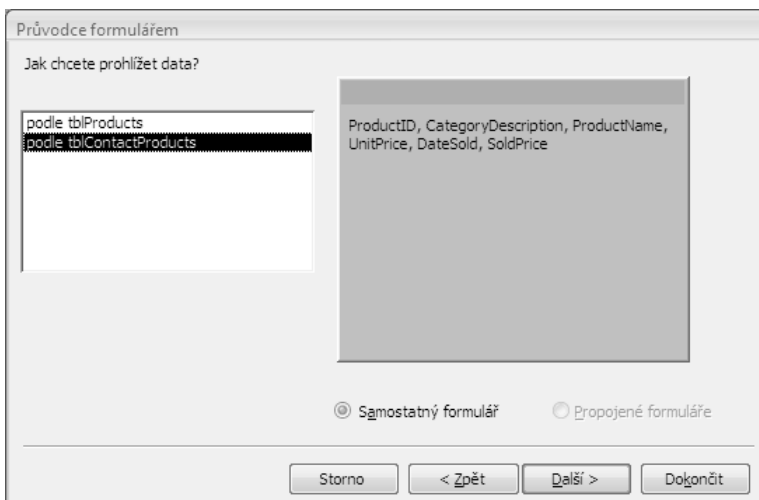 Průvodce formulářem
Jak chcete prohlížet data?
podle tblProducts
podle tblContactProducts
ProductID, CategoryDescription, ProductName,
UnitPrice, DateSold, SoldPrice
Samostatný formulář
Propojené formuláře
Storno
< Zpět
Další >
Dokončit